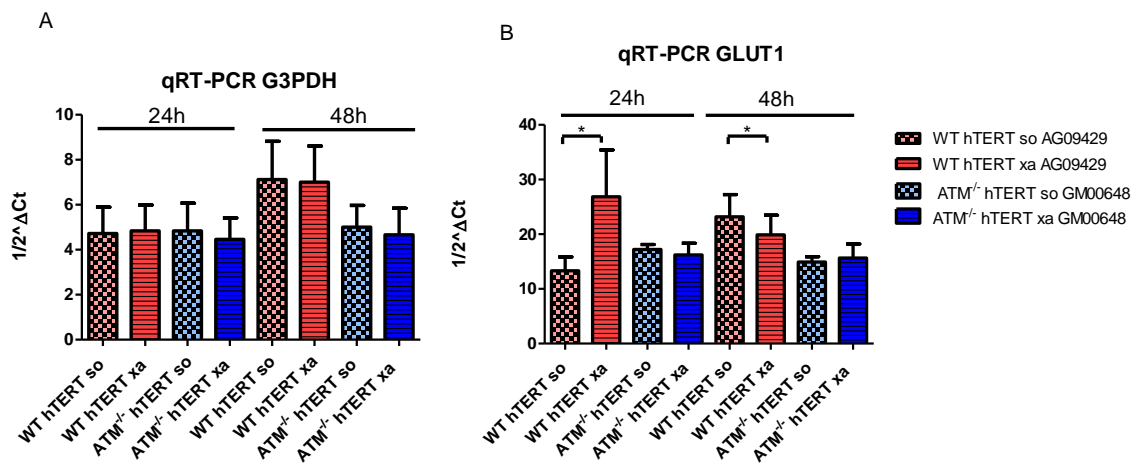 A
qRT-PCR G3PDH
24h
48h
1/2^ΔCt
10
8
6
4
2
0
WT hTERT so
WT hTERT xa
ATM-/- hTERT so
ATM-/- hTERT xa
WT hTERT so
WT hTERT xa
ATM-/- hTERT so
ATM-/- hTERT xa
B
qRT-PCR GLUT1
24h
48h
*
*
1/2^ΔCt
40
30
20
10
0
WT hTERT so
WT hTERT xa
ATM-/- hTERT so
ATM-/- hTERT xa
WT hTERT so
WT hTERT xa
ATM-/- hTERT so
ATM-/- hTERT xa
WT hTERT so AG09429
WT hTERT xa AG09429
ATM-/- hTERT so GM00648
ATM-/- hTERT xa GM00648